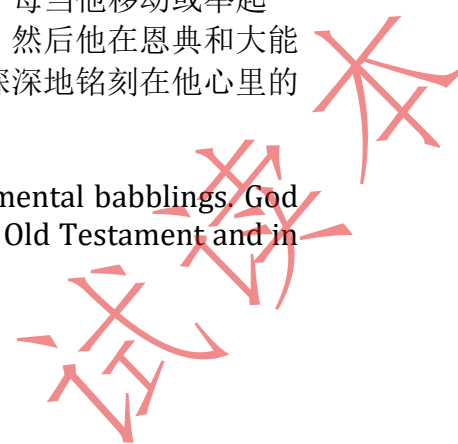 每当他移动或举起
然后他在恩典和大能
深深地铭刻在他心里的
mental babblings. God
Old Testament and in
试读本